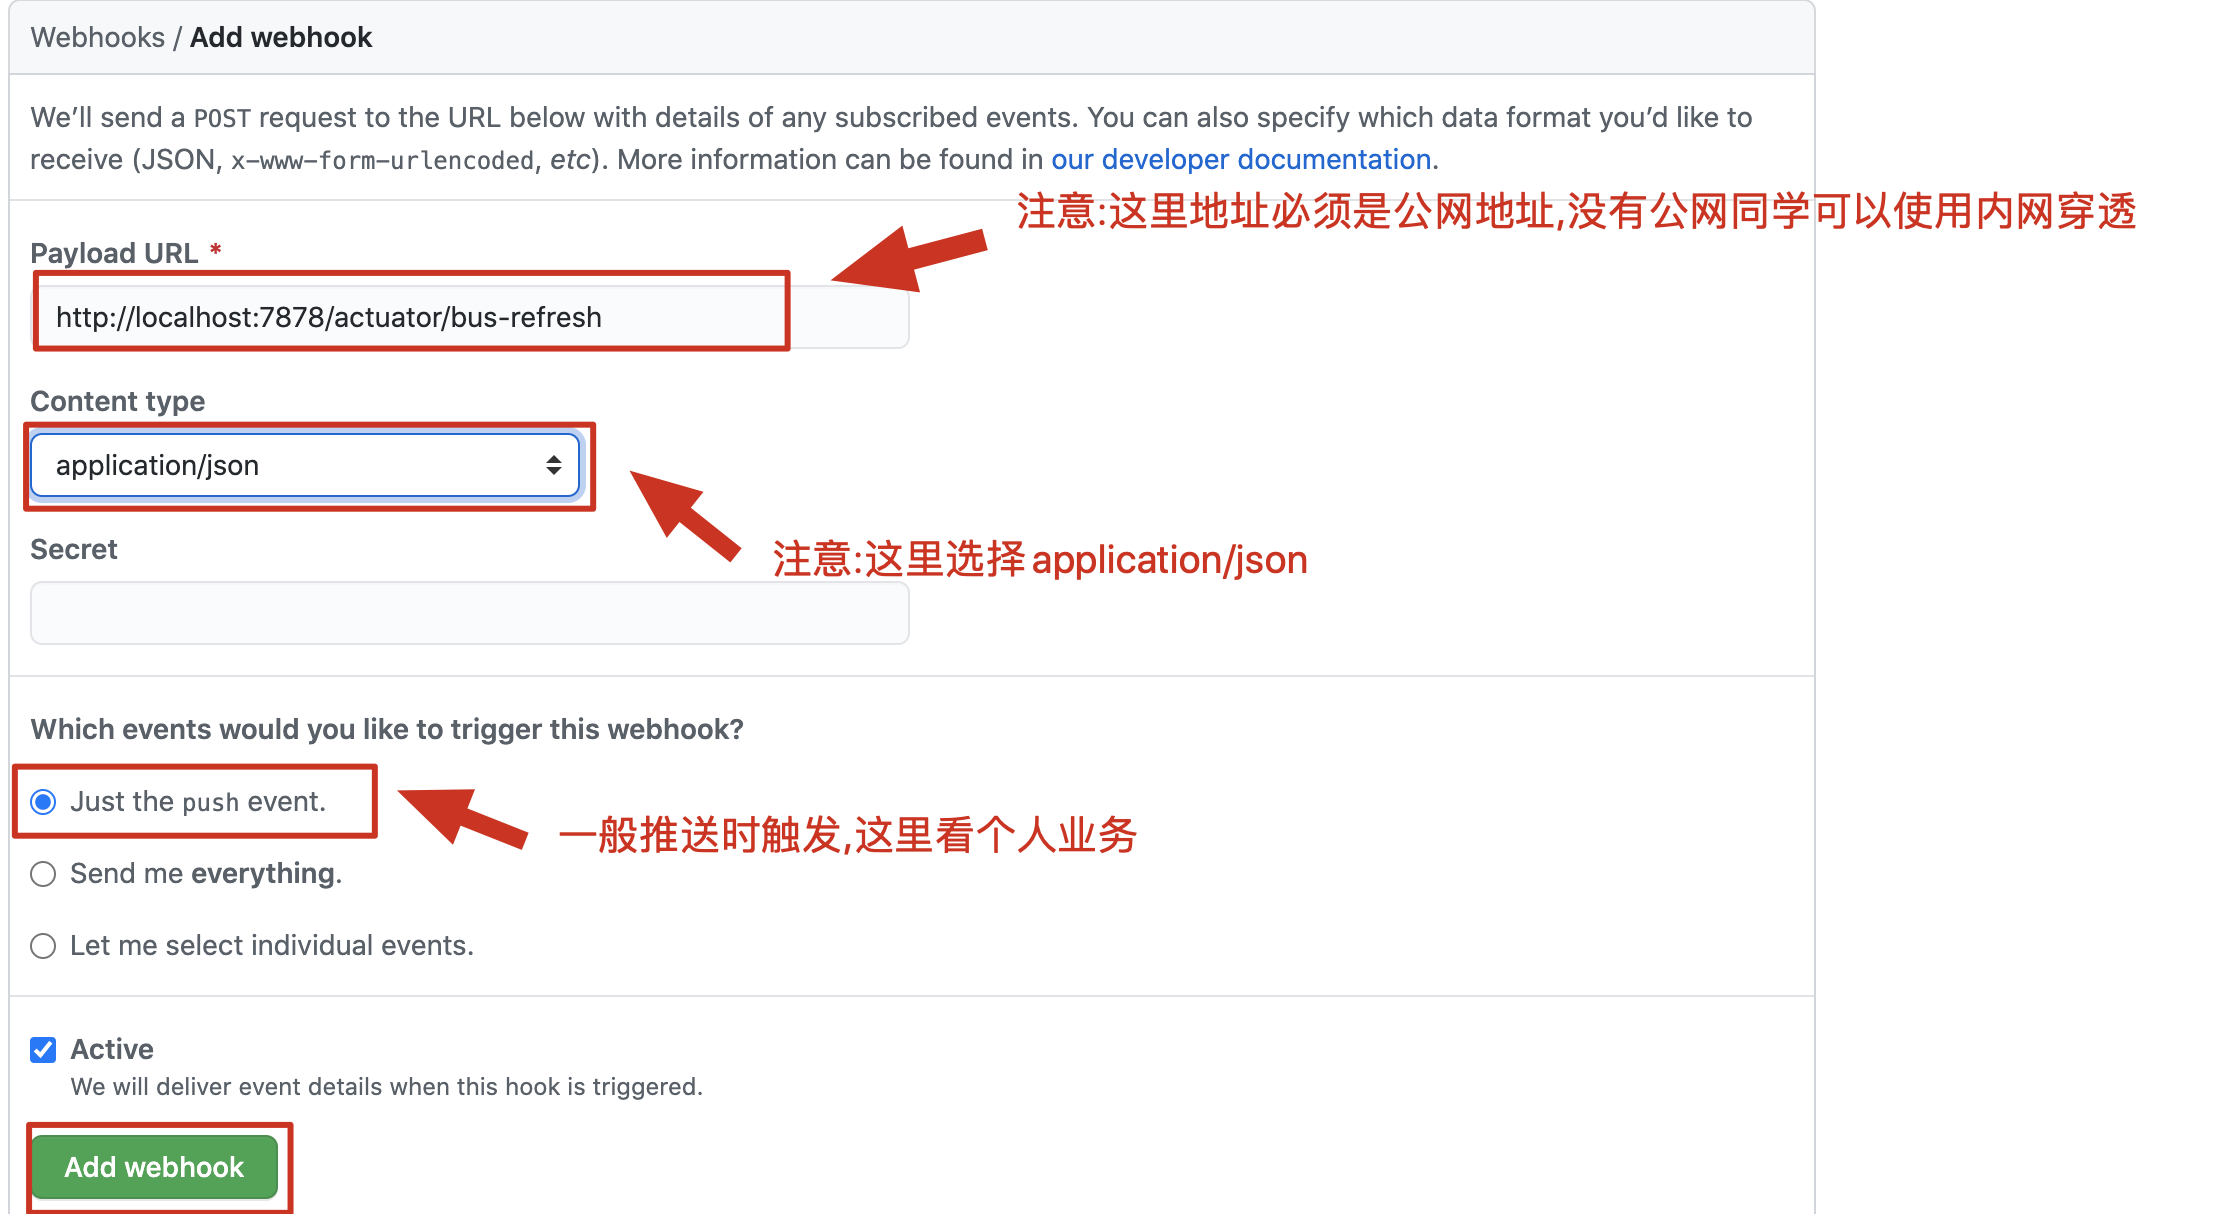 Webhooks / Add webhook
We’ll send a POST request to the URL below with details of any subscribed events. You can also specify which data format you’d like to
receive (JSON, x-www-form-urlencoded, etc). More information can be found in our developer documentation.
注意:这里地址必须是公网地址,没有公网同学可以使用内网穿透
Payload URL *
http://localhost:7878/actuator/bus-refresh
Content type
application/json
注意:这里选择application/json
Secret
Which events would you like to trigger this webhook?
Just the push event.
一般推送时触发,这里看个人业务
Send me everything.
Let me select individual events.
Active
We will deliver event details when this hook is triggered.
Add webhook